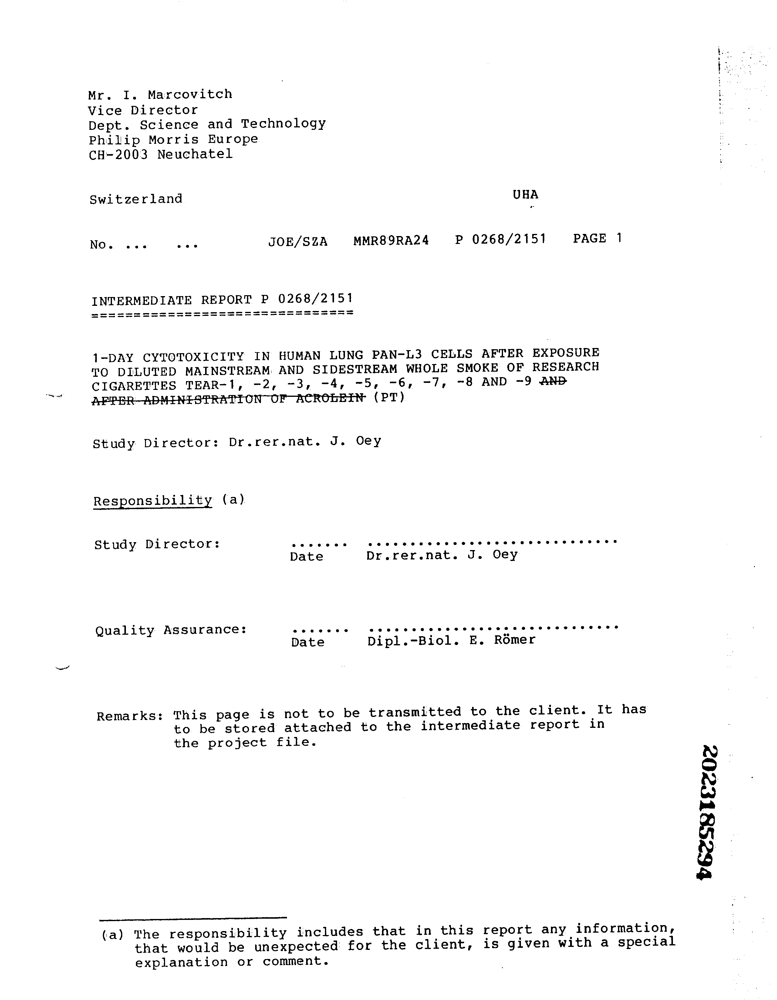 Mr. I. Marcovitch
Vice Director
Dept. Science and Technology
Philip Morris Europe
CH-2003 Neuchatel
Switzerland UHA
No. ... ... JOE/SZA MMR89RA24 P 0268/2151 PAGE 1
INTERMEDIATE REPORT P 0268/2151
===============================
1-DAY CYTOTOXICITY IN HUMAN LUNG PAN-L3 CELLS AFTER EXPOSURE
TO DILUTED MAINSTREAM AND SIDESTREAM WHOLE SMOKE OF RESEARCH
CIGARETTES TEAR-1, -2, -3, -4, -5, -6, -7, -8 AND -9 AND
AFTER ADMINISTRATION OF ACROLEIN (PT)
Study Director: Dr.rer.nat. J. Oey
Responsibility (a)
Study Director: ....... ..............................
Date Dr.rer.nat. J. Oey
Quality Assurance: ....... ..............................
Date Dipl.-Biol. E. Römer
Remarks: This page is not to be transmitted to the client. It has
to be stored attached to the intermediate report in
the project file.
2023185294
(a) The responsibility includes that in this report any information,
that would be unexpected for the client, is given with a special
explanation or comment.